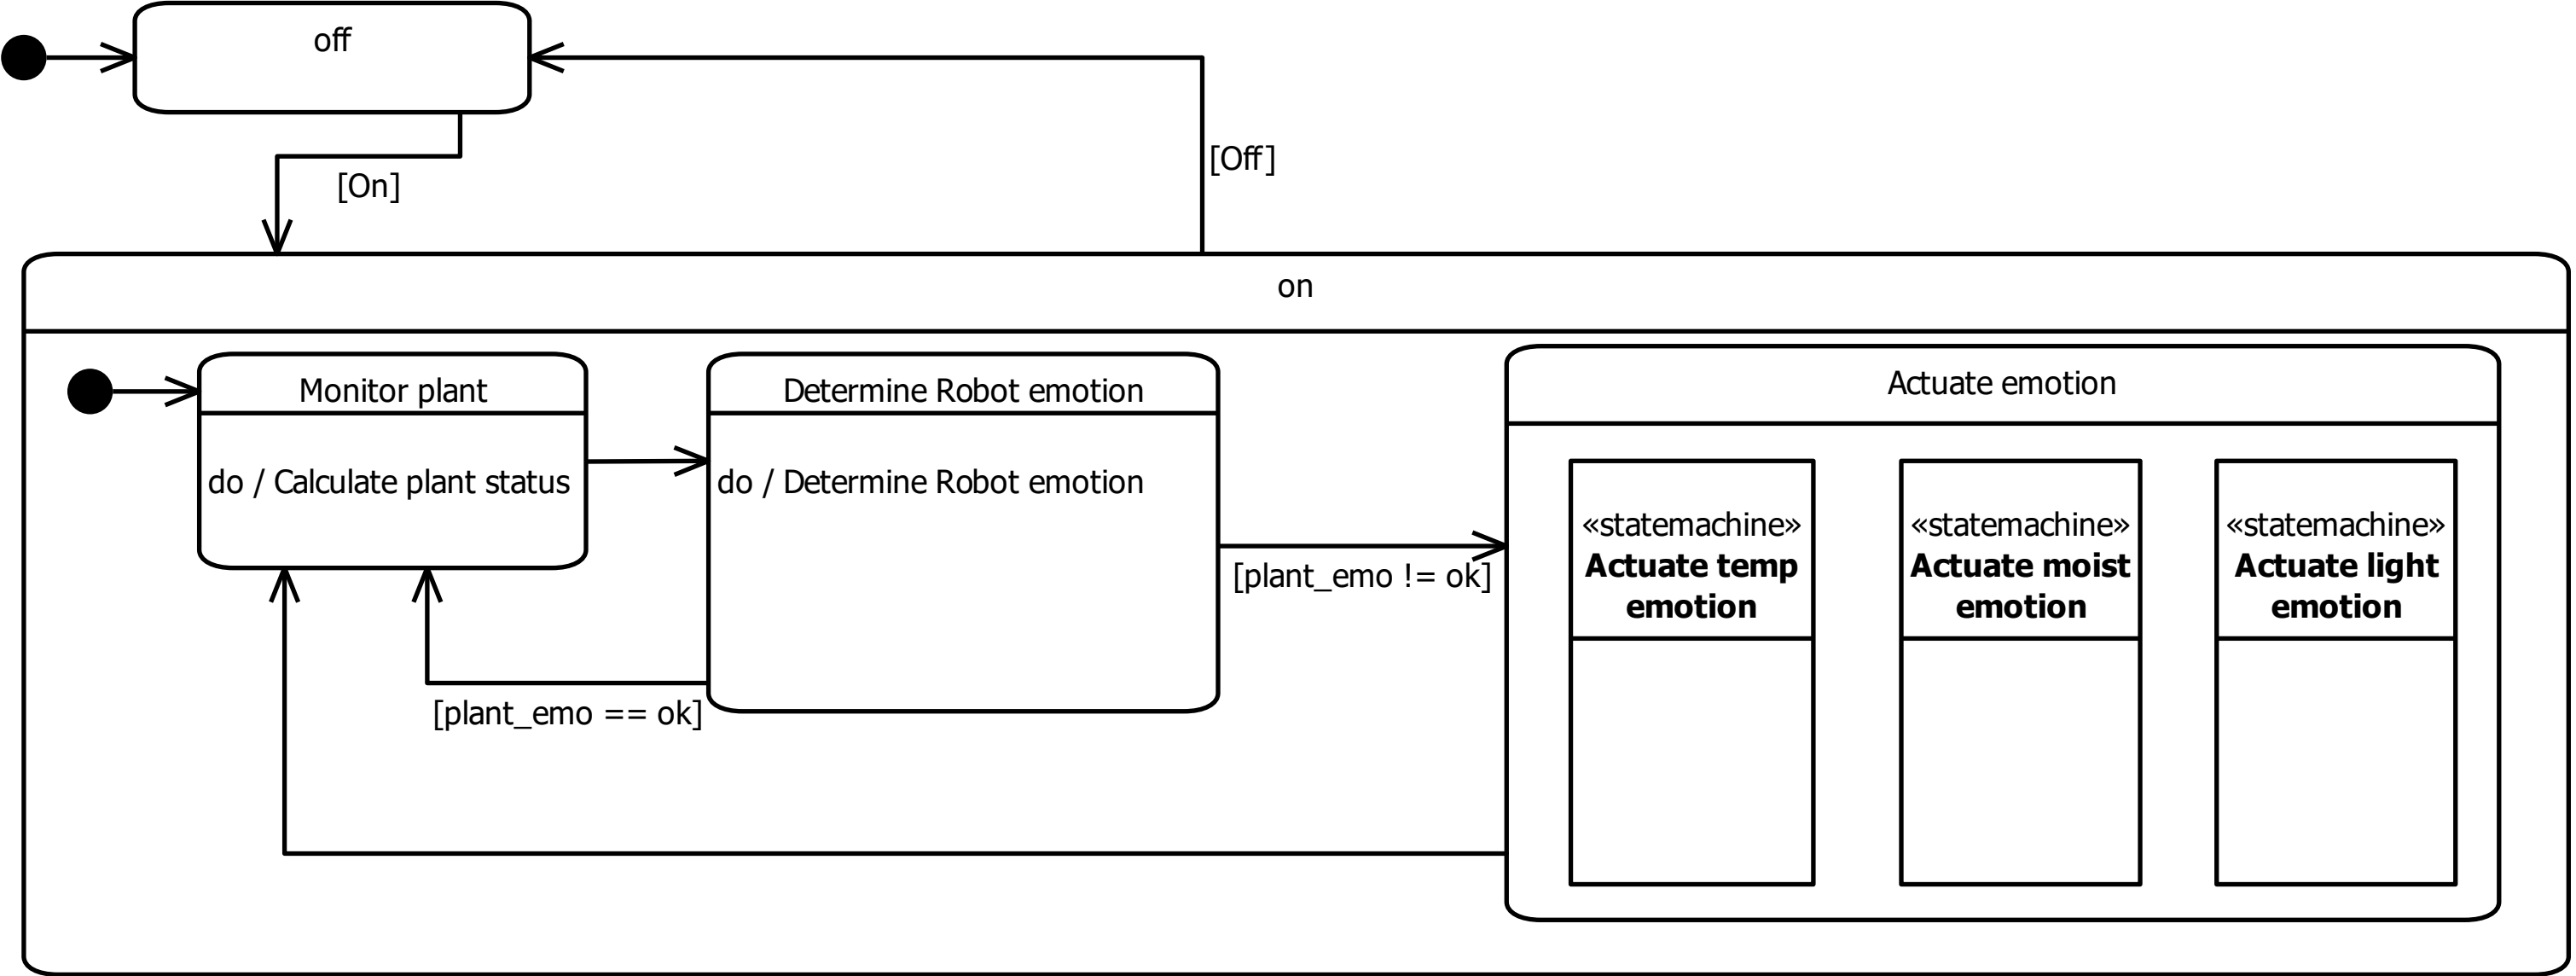 off
[On]
[Off]
on
Monitor plant
do / Calculate plant status
Determine Robot emotion
do / Determine Robot emotion
[plant_emo == ok]
[plant_emo != ok]
Actuate emotion
«statemachine»
Actuate temp
emotion
«statemachine»
Actuate moist
emotion
«statemachine»
Actuate light
emotion